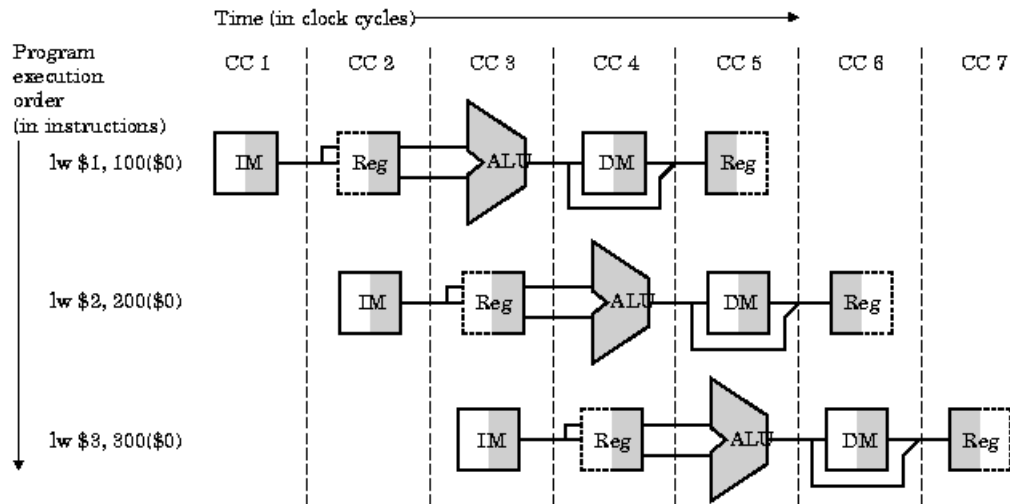 Time (in clock cycles)
Program
execution
order
(in instructions)
CC 1 CC 2 CC 3 CC 4 CC 5 CC 6 CC 7
lw $1, 100($0) IM Reg ALU DM Reg
lw $2, 200($0) IM Reg ALU DM Reg
lw $3, 300($0) IM Reg ALU DM Reg